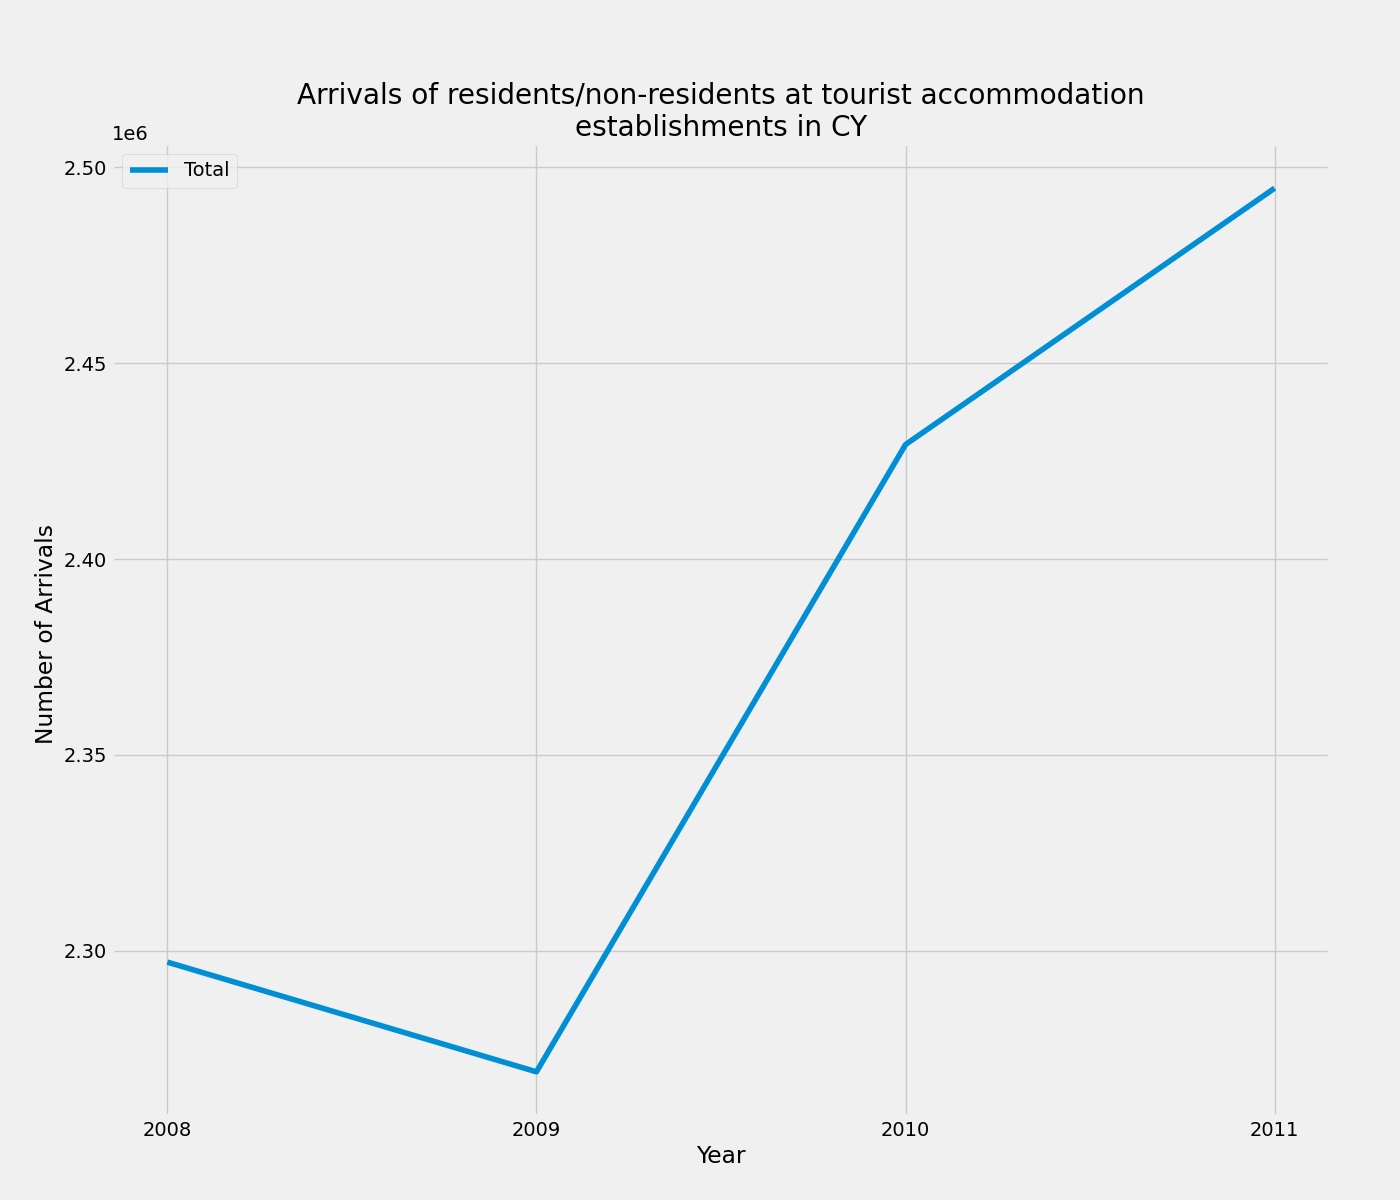 Arrivals of residents/non-residents at tourist accommodation
establishments in CY
1e6
Total
2.50
2.45
2.40
2.35
2.30
Number of Arrivals
2008 2009 2010 2011
Year